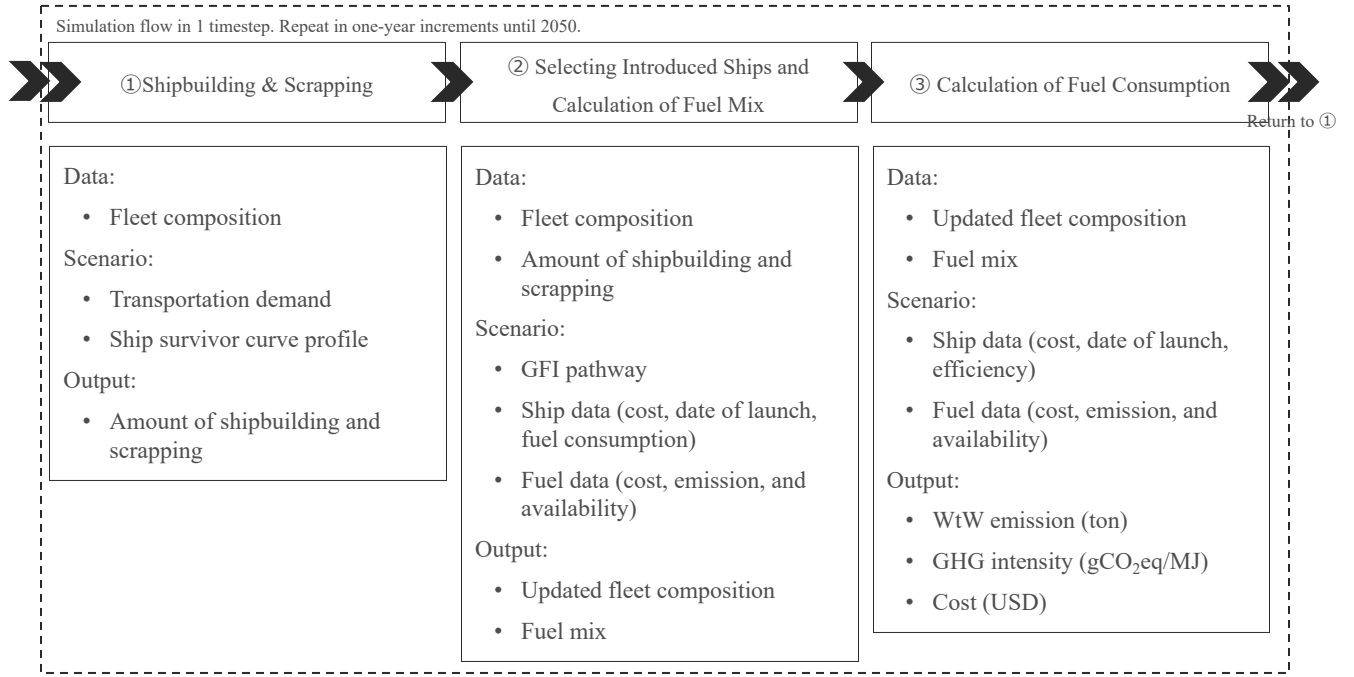 Simulation flow in 1 timestep. Repeat in one-year increments until 2050.
①Shipbuilding & Scrapping
② Selecting Introduced Ships and
Calculation of Fuel Mix
③ Calculation of Fuel Consumption
Return to ①
Data:
• Fleet composition
Scenario:
• Transportation demand
• Ship survivor curve profile
Output:
• Amount of shipbuilding and
scrapping
Data:
• Fleet composition
• Amount of shipbuilding and
scrapping
Scenario:
• GFI pathway
• Ship data (cost, date of launch,
fuel consumption)
• Fuel data (cost, emission, and
availability)
Output:
• Updated fleet composition
• Fuel mix
Data:
• Updated fleet composition
• Fuel mix
Scenario:
• Ship data (cost, date of launch,
efficiency)
• Fuel data (cost, emission, and
availability)
Output:
• WtW emission (ton)
• GHG intensity (gCO₂eq/MJ)
• Cost (USD)